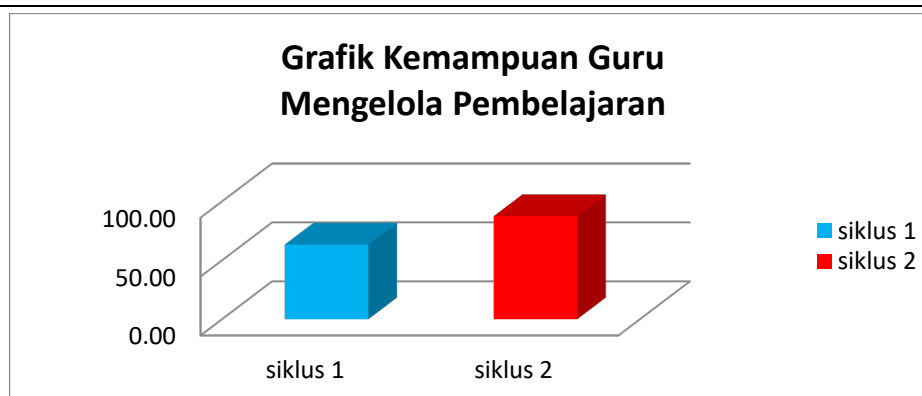 Grafik Kemampuan Guru
Mengelola Pembelajaran
100.00
50.00
0.00
siklus 1
siklus 2
siklus 1
siklus 2